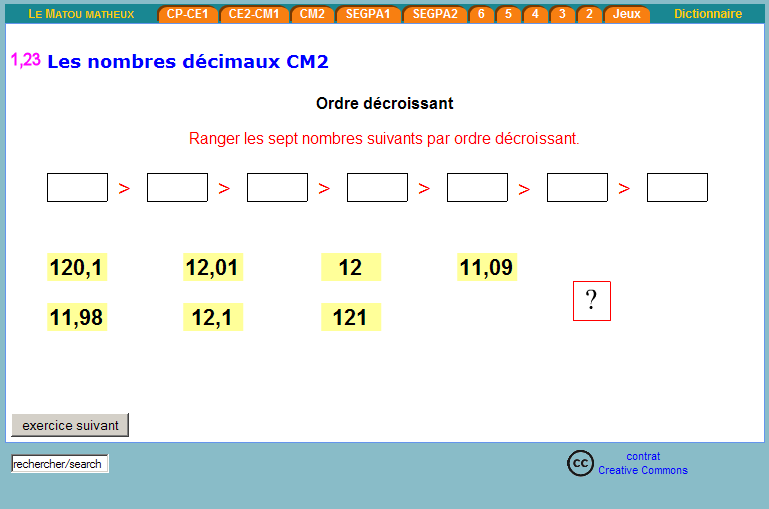 LE MATOU MATHEUX CP-CE1 CE2-CM1 CM2 SEGPA1 SEGPA2 6 5 4 3 2 Jeux Dictionnaire
1,23 Les nombres décimaux CM2
Ordre décroissant
Ranger les sept nombres suivants par ordre décroissant.
> > > > > >
120,1 12,01 12 11,09
?
11,98 12,1 121
exercice suivant
rechercher/search
cc contrat
Creative Commons